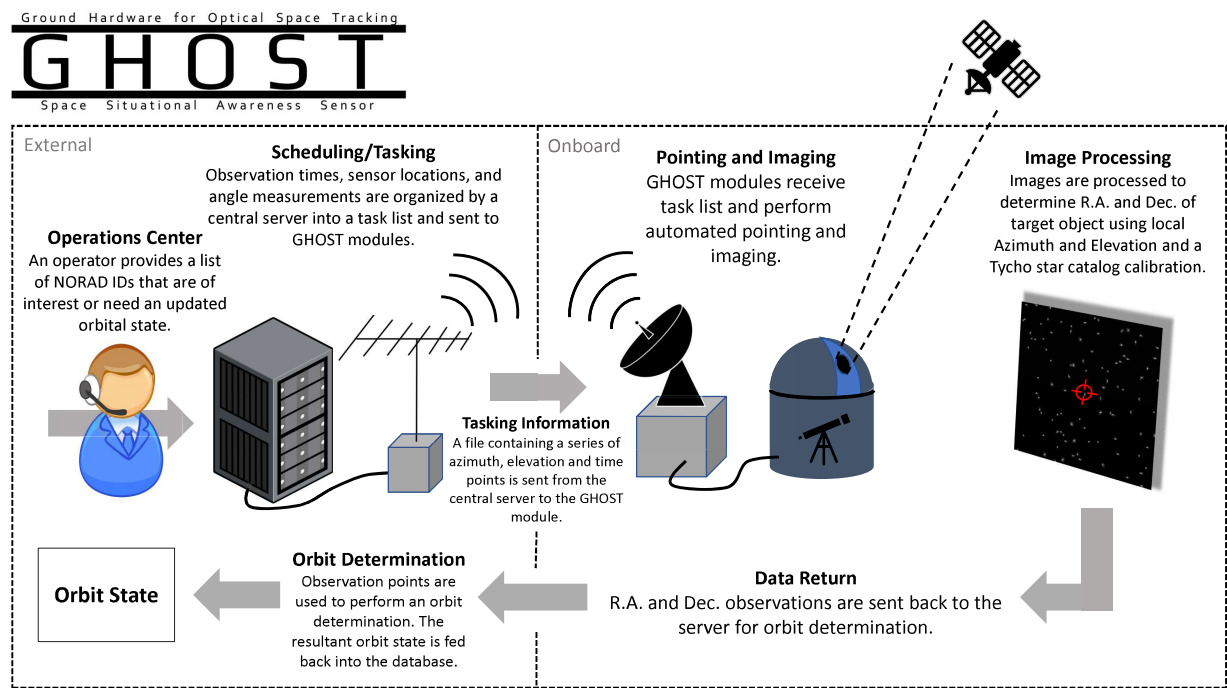 Ground Hardware for Optical Space Tracking
GHOST
Space Situational Awareness Sensor
External
Scheduling/Tasking
Observation times, sensor locations, and
angle measurements are organized by a
central server into a task list and sent to
GHOST modules.
Operations Center
An operator provides a list
of NORAD IDs that are of
interest or need an updated
orbital state.
Onboard
Pointing and Imaging
GHOST modules receive
task list and perform
automated pointing and
imaging.
Image Processing
Images are processed to
determine R.A. and Dec. of
target object using local
Azimuth and Elevation and a
Tycho star catalog calibration.
Tasking Information
A file containing a series of
azimuth, elevation and time
points is sent from the
central server to the GHOST
module.
Data Return
R.A. and Dec. observations are sent back to the
server for orbit determination.
Orbit Determination
Observation points are
used to perform an orbit
determination. The
resultant orbit state is fed
back into the database.
Orbit State